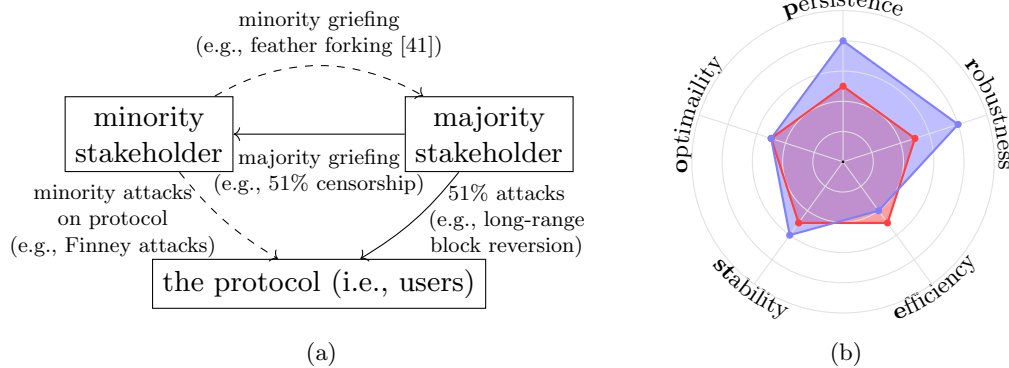 minority griefing
(e.g., feather forking [41])
minority
stakeholder
majority
stakeholder
majority griefing
(e.g., 51% censorship)
minority attacks
on protocol
(e.g., Finney attacks)
51% attacks
(e.g., long-range
block reversion)
the protocol (i.e., users)
(a)
persistence
robustness
efficiency
stability
optimaility
(b)